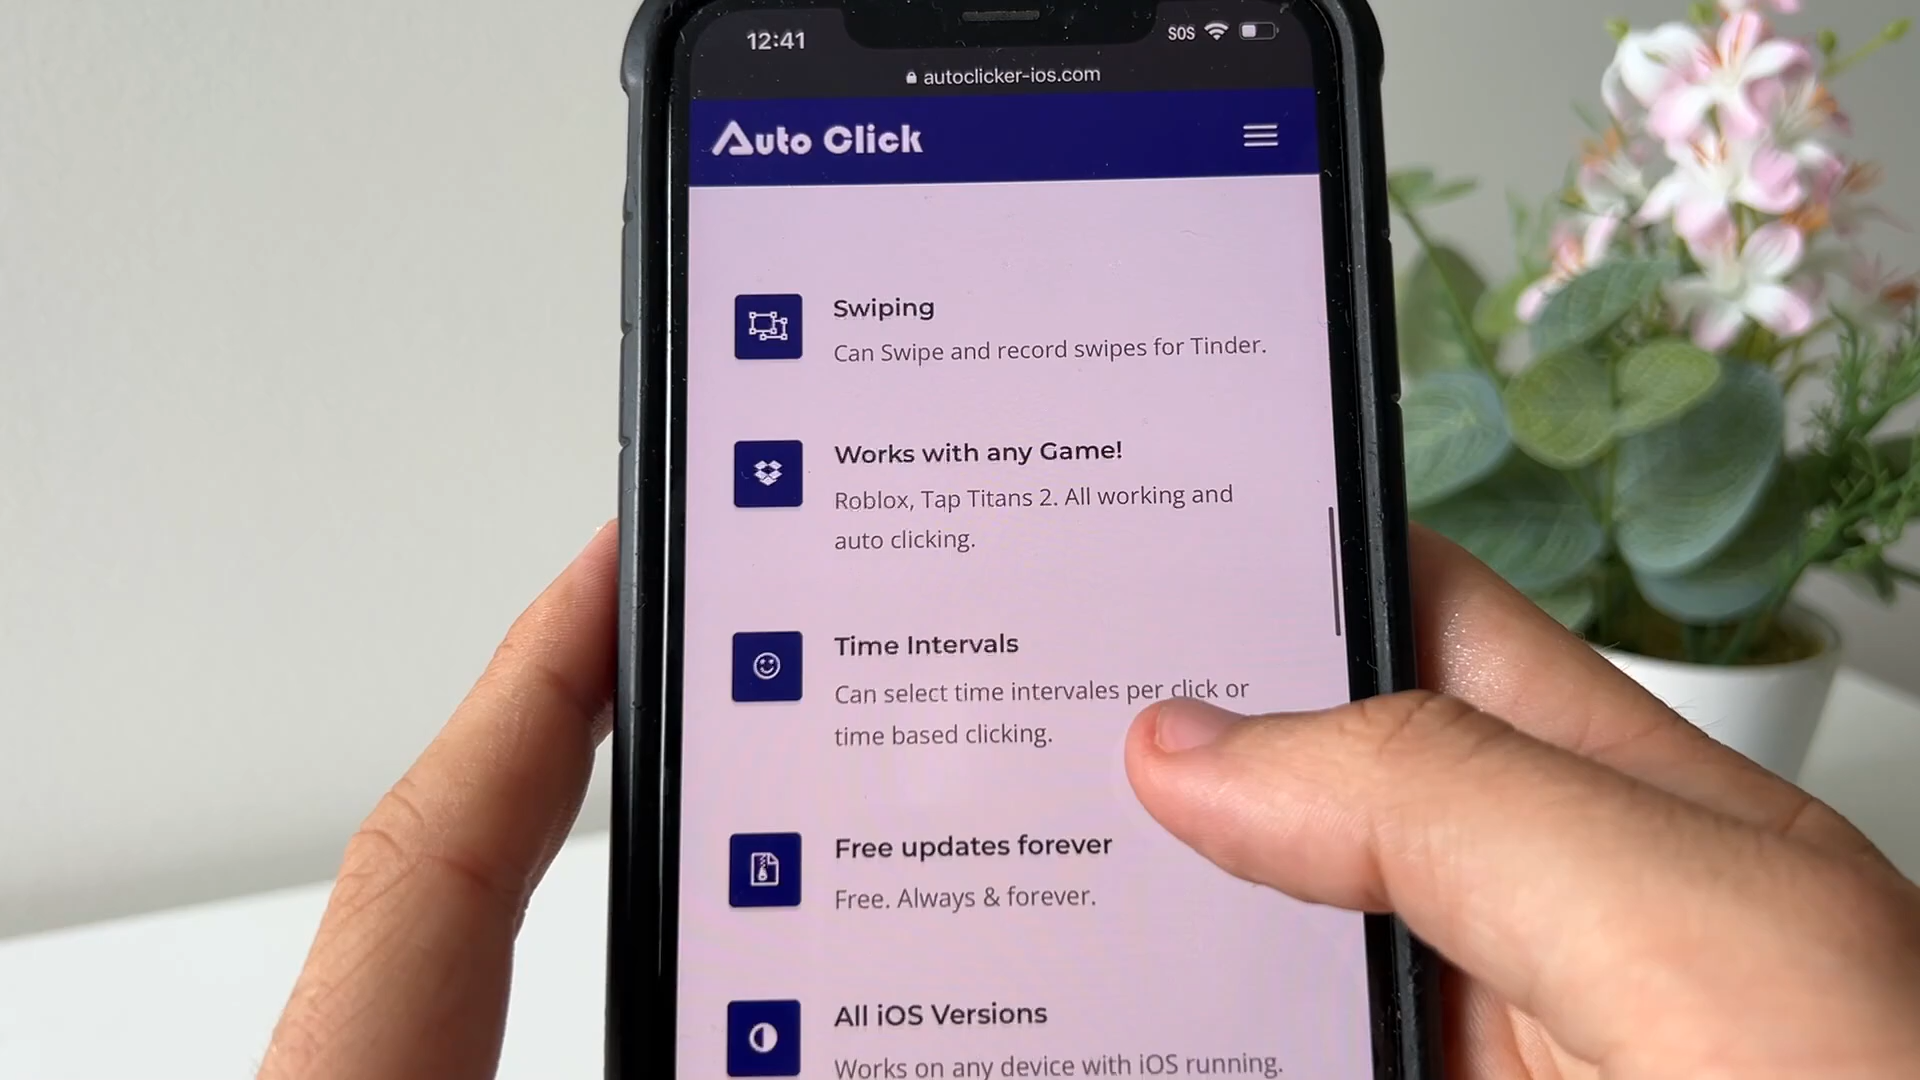 12:41
SOS
autoclicker-ios.com
Auto Click
Swiping
Can Swipe and record swipes for Tinder.
Works with any Game!
Roblox, Tap Titans 2. All working and
auto clicking.
Time Intervals
Can select time intervales per click or
time based clicking.
Free updates forever
Free. Always & forever.
All iOS Versions
Works on any device with iOS running.